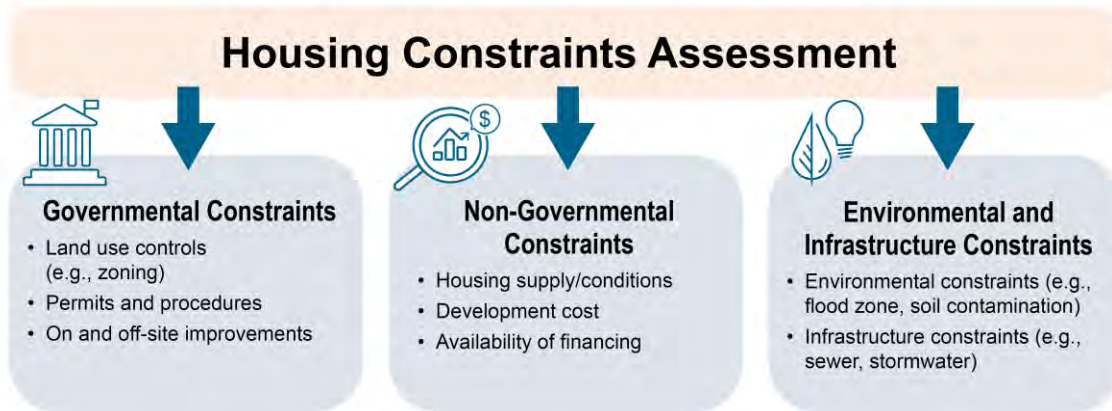 Housing Constraints Assessment
$
Governmental Constraints
• Land use controls
(e.g., zoning)
• Permits and procedures
• On and off-site improvements
Non-Governmental
Constraints
• Housing supply/conditions
• Development cost
• Availability of financing
Environmental and
Infrastructure Constraints
• Environmental constraints (e.g.,
flood zone, soil contamination)
• Infrastructure constraints (e.g.,
sewer, stormwater)